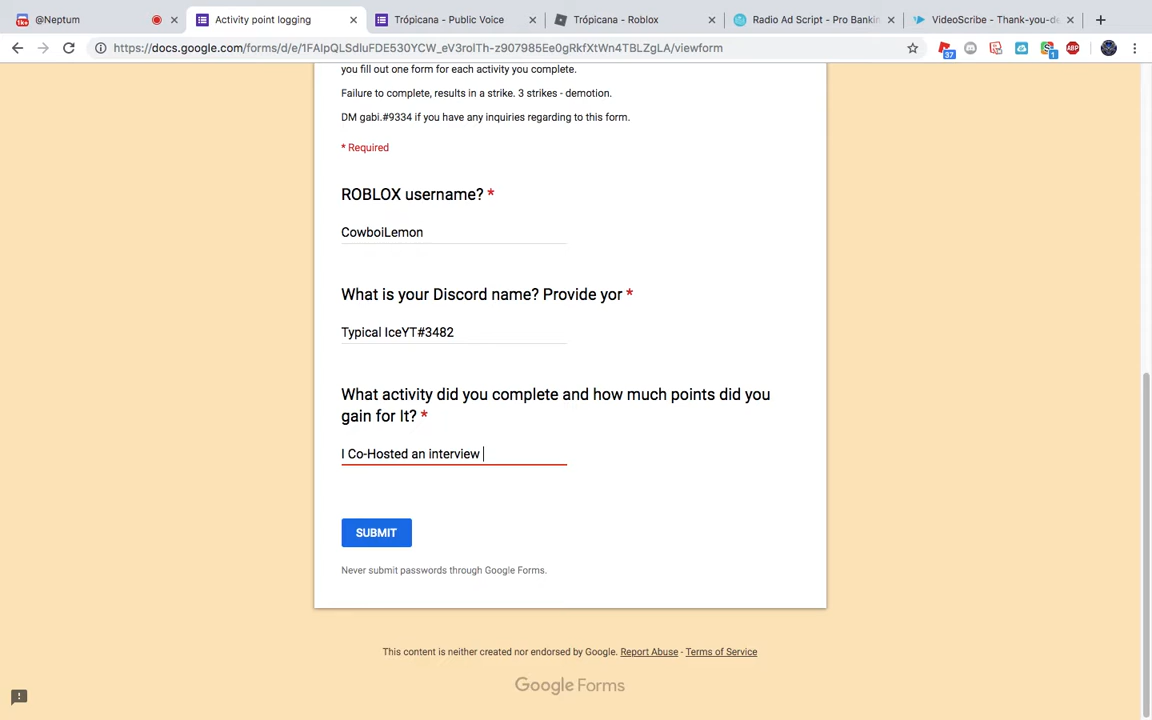 @Neptum
Activity point logging
Trópicana - Public Voice
Trópicana - Roblox
Radio Ad Script - Pro Bankin
VideoScribe - Thank-you-de
https://docs.google.com/forms/d/e/1FAIpQLSdIuFDE530YCW_eV3roITh-z907985Ee0gRkfXtWn4TBLZgLA/viewform
37
1
ABP
you fill out one form for each activity you complete.
Failure to complete, results in a strike. 3 strikes - demotion.
DM gabi.#9334 if you have any inquiries regarding to this form.
* Required
ROBLOX username? *
CowboiLemon
What is your Discord name? Provide yor *
Typical IceYT#3482
What activity did you complete and how much points did you
gain for It? *
I Co-Hosted an interview
SUBMIT
Never submit passwords through Google Forms.
This content is neither created nor endorsed by Google. Report Abuse - Terms of Service
Google Forms